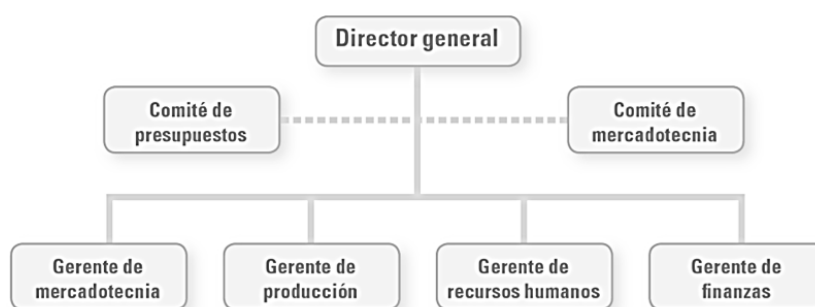 Director general
Comité de
presupuestos
Comité de
mercadotecnia
Gerente de
mercadotecnia
Gerente de
producción
Gerente de
recursos humanos
Gerente de
finanzas